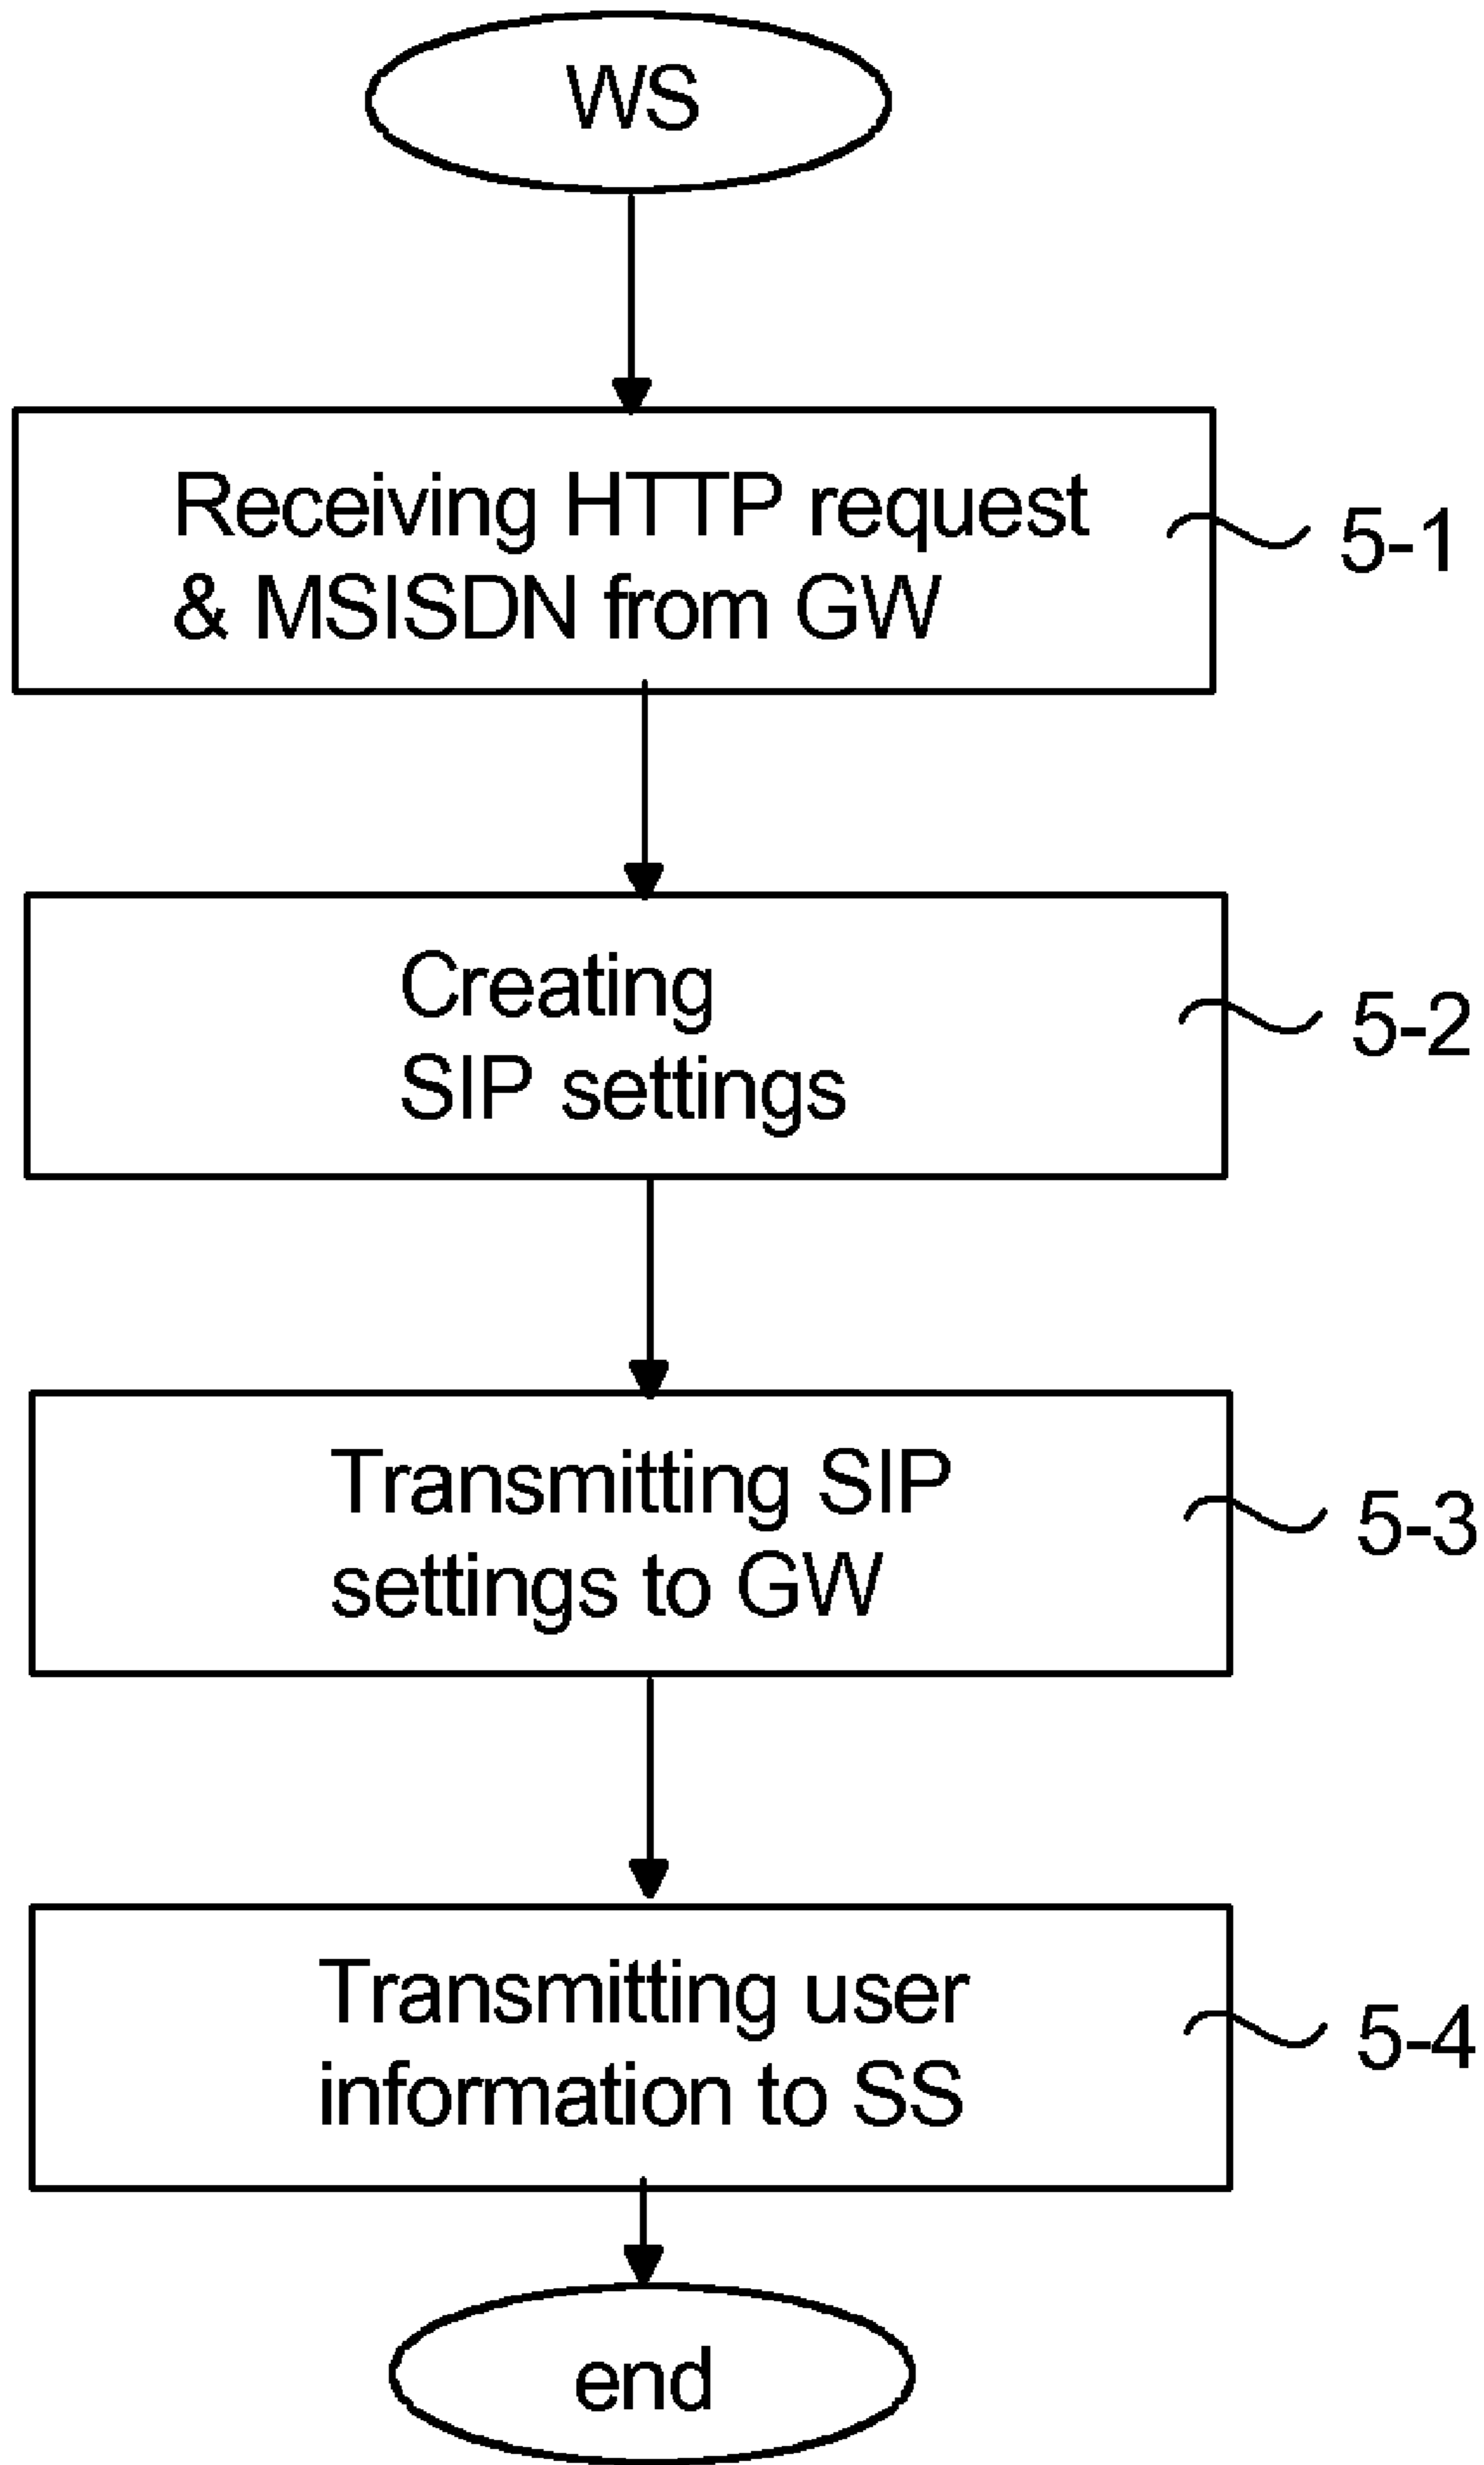 WS
Receiving HTTP request
& MSISDN from GW
5-1
Creating
SIP settings
5-2
Transmitting SIP
settings to GW
5-3
Transmitting user
information to SS
5-4
end